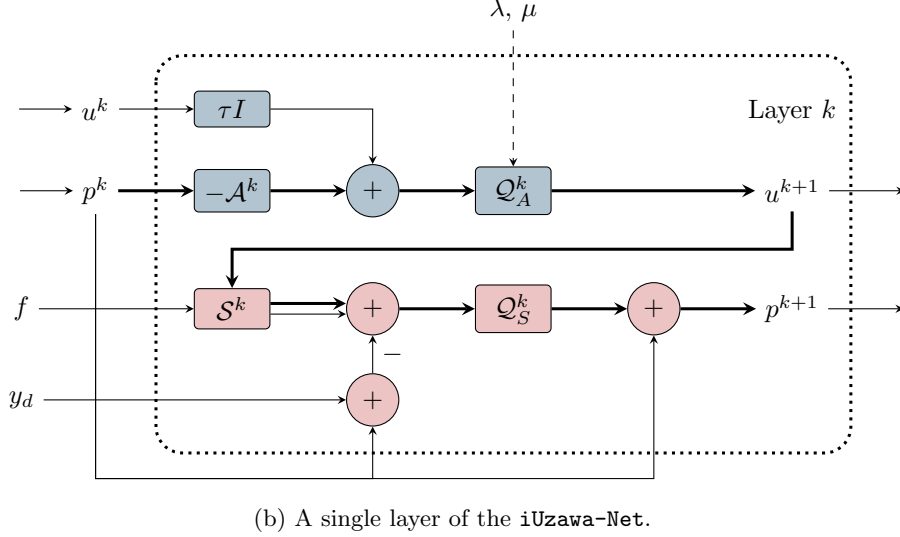 λ, μ
u^k τI Layer k
p^k −𝒜^k + 𝒬_A^k u^{k+1}
f 𝒮^k + 𝒬_S^k + p^{k+1}
−
y_d +
(b) A single layer of the iUzawa-Net.